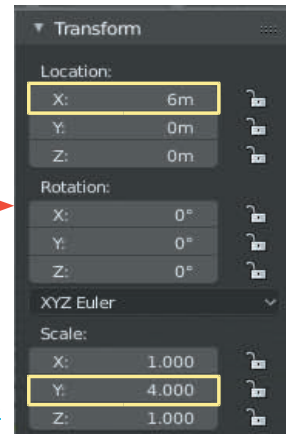 Transform
Location:
X: 6m
Y: 0m
Z: 0m
Rotation:
X: 0°
Y: 0°
Z: 0°
XYZ Euler
Scale:
X: 1.000
Y: 4.000
Z: 1.000